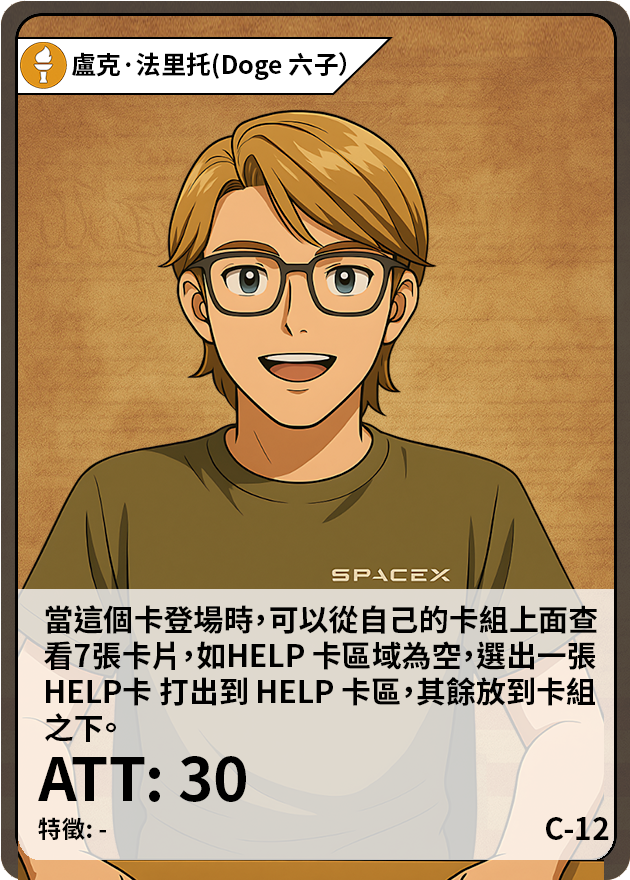 盧克·法里托(Doge 六子)
SPACEX
當這個卡登場時,可以從自己的卡組上面查
看7張卡片,如HELP 卡區域為空,選出一張
HELP卡 打出到 HELP 卡區,其餘放到卡組
之下。
ATT: 30
特徵: -
C-12